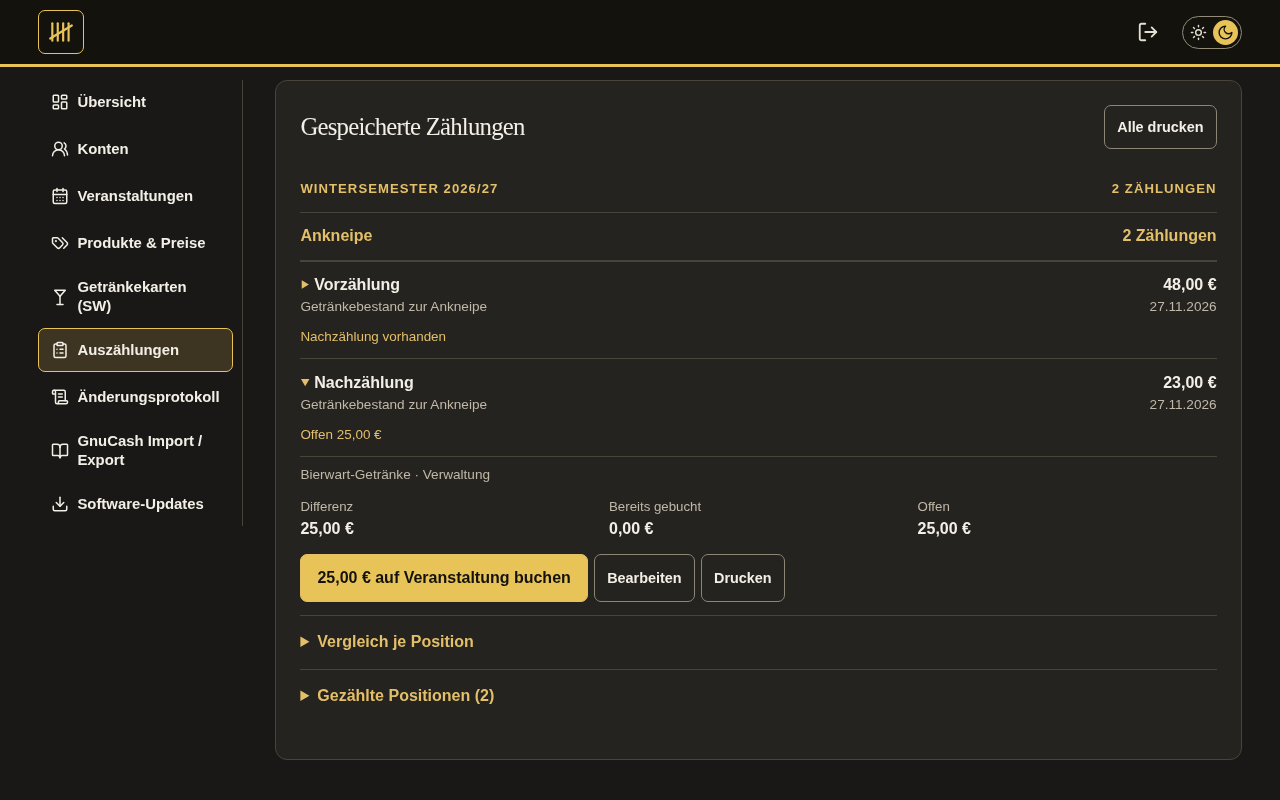 Übersicht
Konten
Veranstaltungen
Produkte & Preise
Getränkekarten
(SW)
Auszählungen
Änderungsprotokoll
GnuCash Import /
Export
Software-Updates
Gespeicherte Zählungen
Alle drucken
WINTERSEMESTER 2026/27 2 ZÄHLUNGEN
Ankneipe 2 Zählungen
Vorzählung 48,00 €
Getränkebestand zur Ankneipe 27.11.2026
Nachzählung vorhanden
Nachzählung 23,00 €
Getränkebestand zur Ankneipe 27.11.2026
Offen 25,00 €
Bierwart-Getränke · Verwaltung
Differenz Bereits gebucht Offen
25,00 € 0,00 € 25,00 €
25,00 € auf Veranstaltung buchen Bearbeiten Drucken
Vergleich je Position
Gezählte Positionen (2)